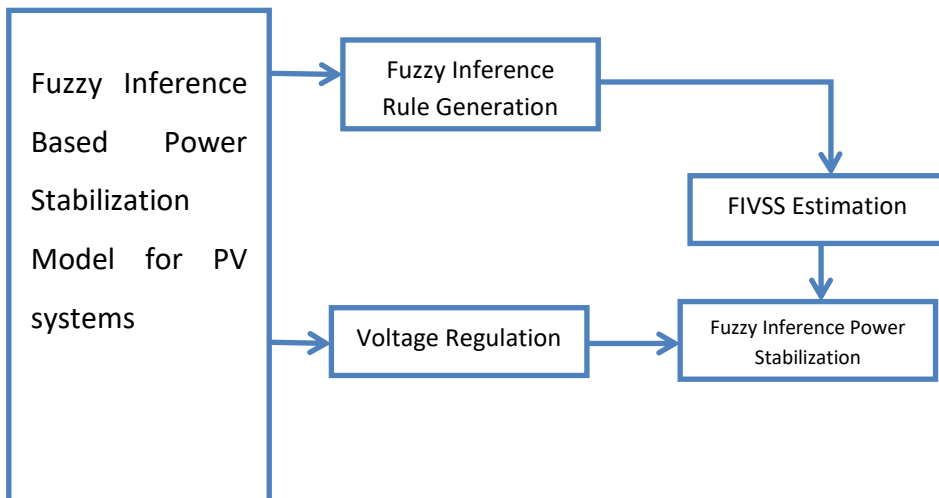 Fuzzy Inference
Based Power
Stabilization
Model for PV
systems
Fuzzy Inference
Rule Generation
FIVSS Estimation
Voltage Regulation
Fuzzy Inference Power
Stabilization